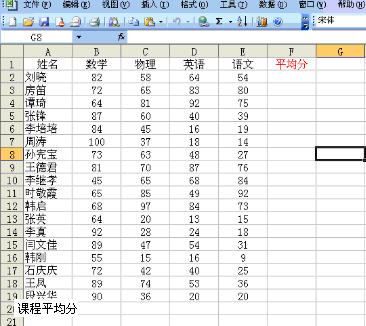 文件(F) 编辑(E) 视图(V) 插入(I) 格式(O) 工具(T) 数据(D) 窗口(W) 帮助(H)
宋体
G8 fx
A B C D E F G
1 姓名 数学 物理 英语 语文 平均分
2 刘晓 82 58 64 54
3 房笛 72 65 83 80
4 谭琦 64 81 92 75
5 张锋 87 60 40 39
6 李培培 84 45 16 19
7 周涛 100 37 18 14
8 孙宪宝 73 63 48 27
9 王德君 81 70 87 76
10 李继孝 45 65 68 84
11 时敬霞 65 85 49 92
12 韩启 68 97 84 73
13 张英 64 20 13 15
14 李真 92 28 24 18
15 闫文佳 89 47 54 31
16 韩刚 55 15 16 9
17 石庆庆 72 42 40 25
18 王凤 89 74 53 36
19 段兴华 90 36 20 20
20 课程平均分
21
22